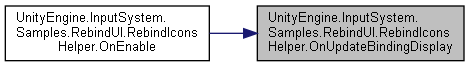 UnityEngine.InputSystem.
Samples.RebindUI.RebindIcons
Helper.OnEnable
UnityEngine.InputSystem.
Samples.RebindUI.RebindIcons
Helper.OnUpdateBindingDisplay